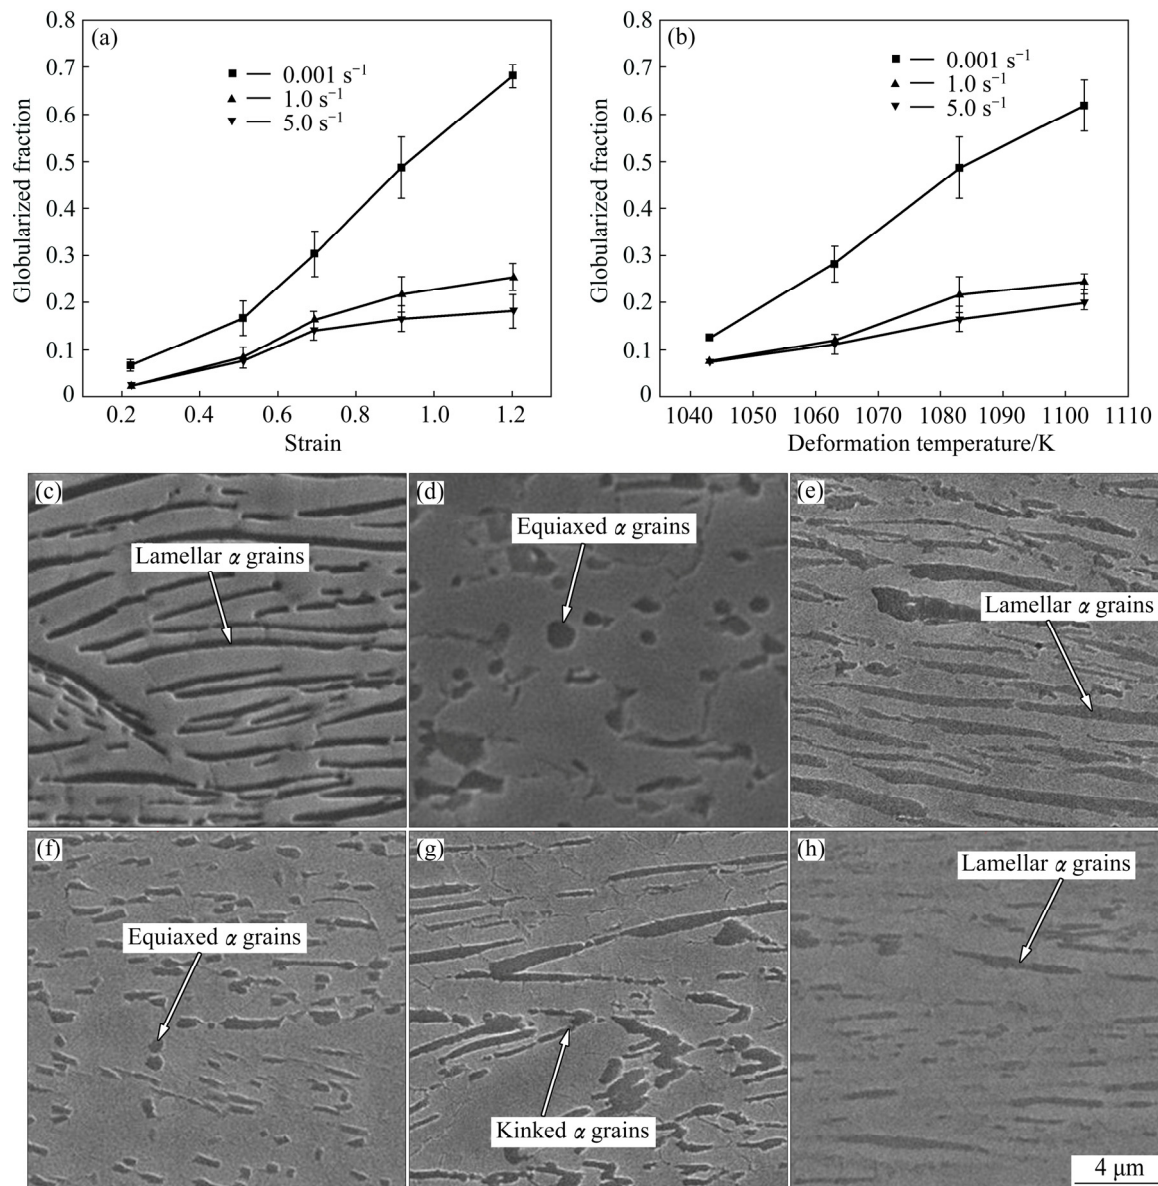 (a)
0.001 s⁻¹
1.0 s⁻¹
5.0 s⁻¹
0.8
0.7
0.6
0.5
0.4
0.3
0.2
0.1
0
Globularized fraction
0.2 0.4 0.6 0.8 1.0 1.2
Strain
(b)
0.001 s⁻¹
1.0 s⁻¹
5.0 s⁻¹
0.8
0.7
0.6
0.5
0.4
0.3
0.2
0.1
0
Globularized fraction
1040 1050 1060 1070 1080 1090 1100 1110
Deformation temperature/K
(c)
Lamellar α grains
(d)
Equiaxed α grains
(e)
Lamellar α grains
(f)
Equiaxed α grains
(g)
Kinked α grains
(h)
Lamellar α grains
4 μm